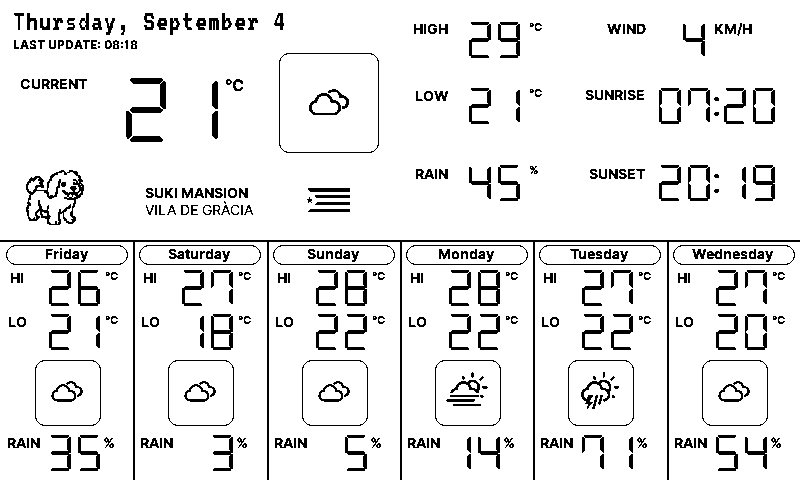 Thursday, September 4
LAST UPDATE: 08:18
CURRENT 21 °C
SUKI MANSION
VILA DE GRÀCIA
HIGH 29 °C
LOW 21 °C
RAIN 45 %
WIND 4 KM/H
SUNRISE 07:20
SUNSET 20:19
Friday
HI 26 °C
LO 21 °C
RAIN 35 %
Saturday
HI 27 °C
LO 18 °C
RAIN 3 %
Sunday
HI 28 °C
LO 22 °C
RAIN 5 %
Monday
HI 28 °C
LO 22 °C
RAIN 14 %
Tuesday
HI 27 °C
LO 22 °C
RAIN 71 %
Wednesday
HI 27 °C
LO 20 °C
RAIN 54 %